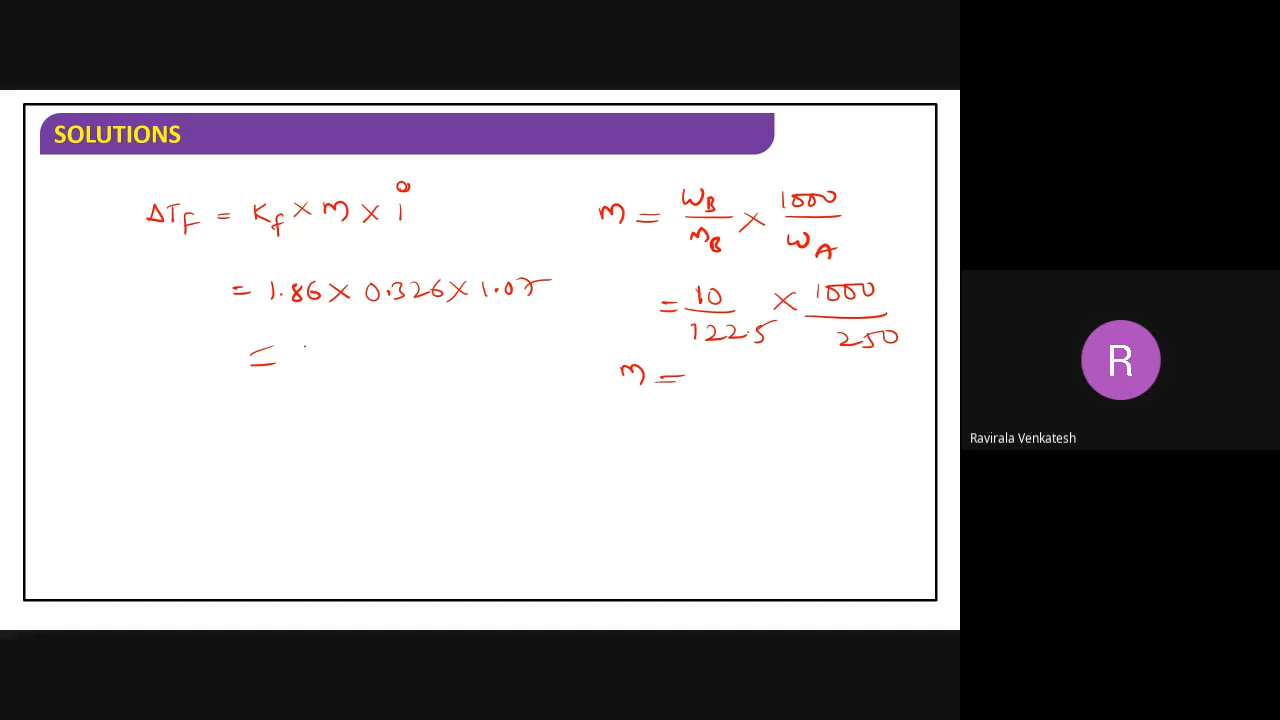 SOLUTIONS
ΔTf = Kf × m × i
= 1.86 × 0.326 × 1.05
=
m = WB/MB × 1000/WA
= 10/122.5 × 1000/250
m =
R
Ravirala Venkatesh